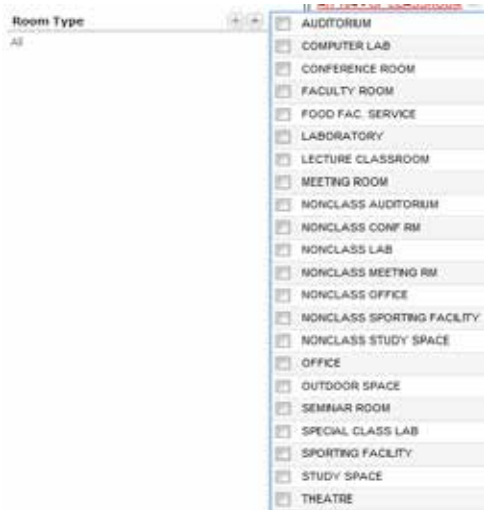 Room Type
All
AUDITORIUM
COMPUTER LAB
CONFERENCE ROOM
FACULTY ROOM
FOOD FAC. SERVICE
LABORATORY
LECTURE CLASSROOM
MEETING ROOM
NONCLASS AUDITORIUM
NONCLASS CONF RM
NONCLASS LAB
NONCLASS MEETING RM
NONCLASS OFFICE
NONCLASS SPORTING FACILITY
NONCLASS STUDY SPACE
OFFICE
OUTDOOR SPACE
SEMINAR ROOM
SPECIAL CLASS LAB
SPORTING FACILITY
STUDY SPACE
THEATRE